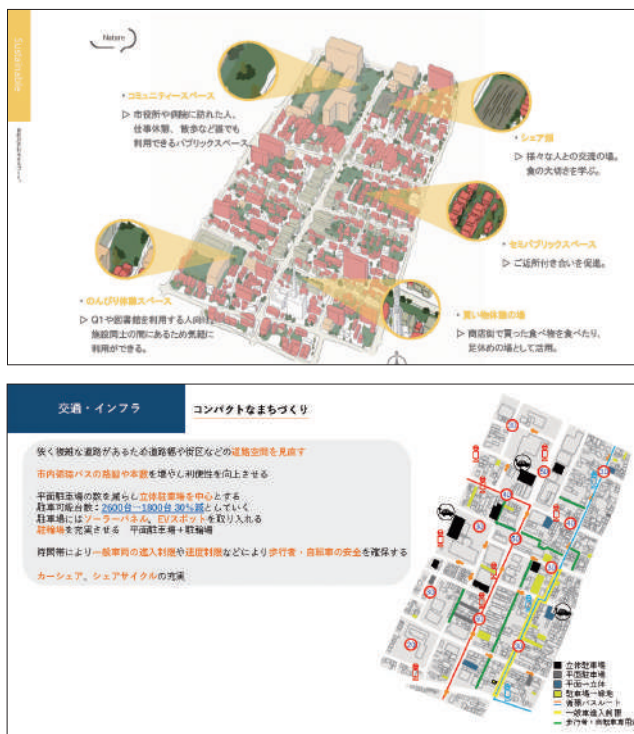 Sustainable
Nature
・コミュニティースペース
▷ 市役所や病院に訪れた人、
仕事休憩、散歩など誰でも
利用できるパブリックスペース。
・シェア畑
▷ 様々な人との交流の場。
食の大切さを学ぶ。
・セミパブリックスペース
▷ ご近所付き合いを促進。
・のんびり休憩スペース
▷ Q1や図書館を利用する人向け。
施設同士の間にあるため気軽に
利用ができる。
・買い物休憩の場
▷ 商店街で買った食べ物を食べたり、
足休めの場として活用。
交通・インフラ
コンパクトなまちづくり
狭く複雑な道路があるため道路幅や街区などの道路空間を見直す
市内循環バスの路線や本数を増やし利便性を向上させる
平面駐車場の数を減らし立体駐車場を中心とする
駐車可能台数：2600台→1800台 30%減としていく
駐車場にはソーラーパネル、EVスポットを取り入れる
駐輪場を充実させる 平面駐車場→駐輪場
時間帯により一般車両の進入制限や速度制限などにより歩行者・自転車の安全を確保する
カーシェア、シェアサイクルの充実
立体駐車場
平面駐車場
平面→立体
駐車場→緑地
循環バスルート
一般車進入制限
歩行者・自転車専用道